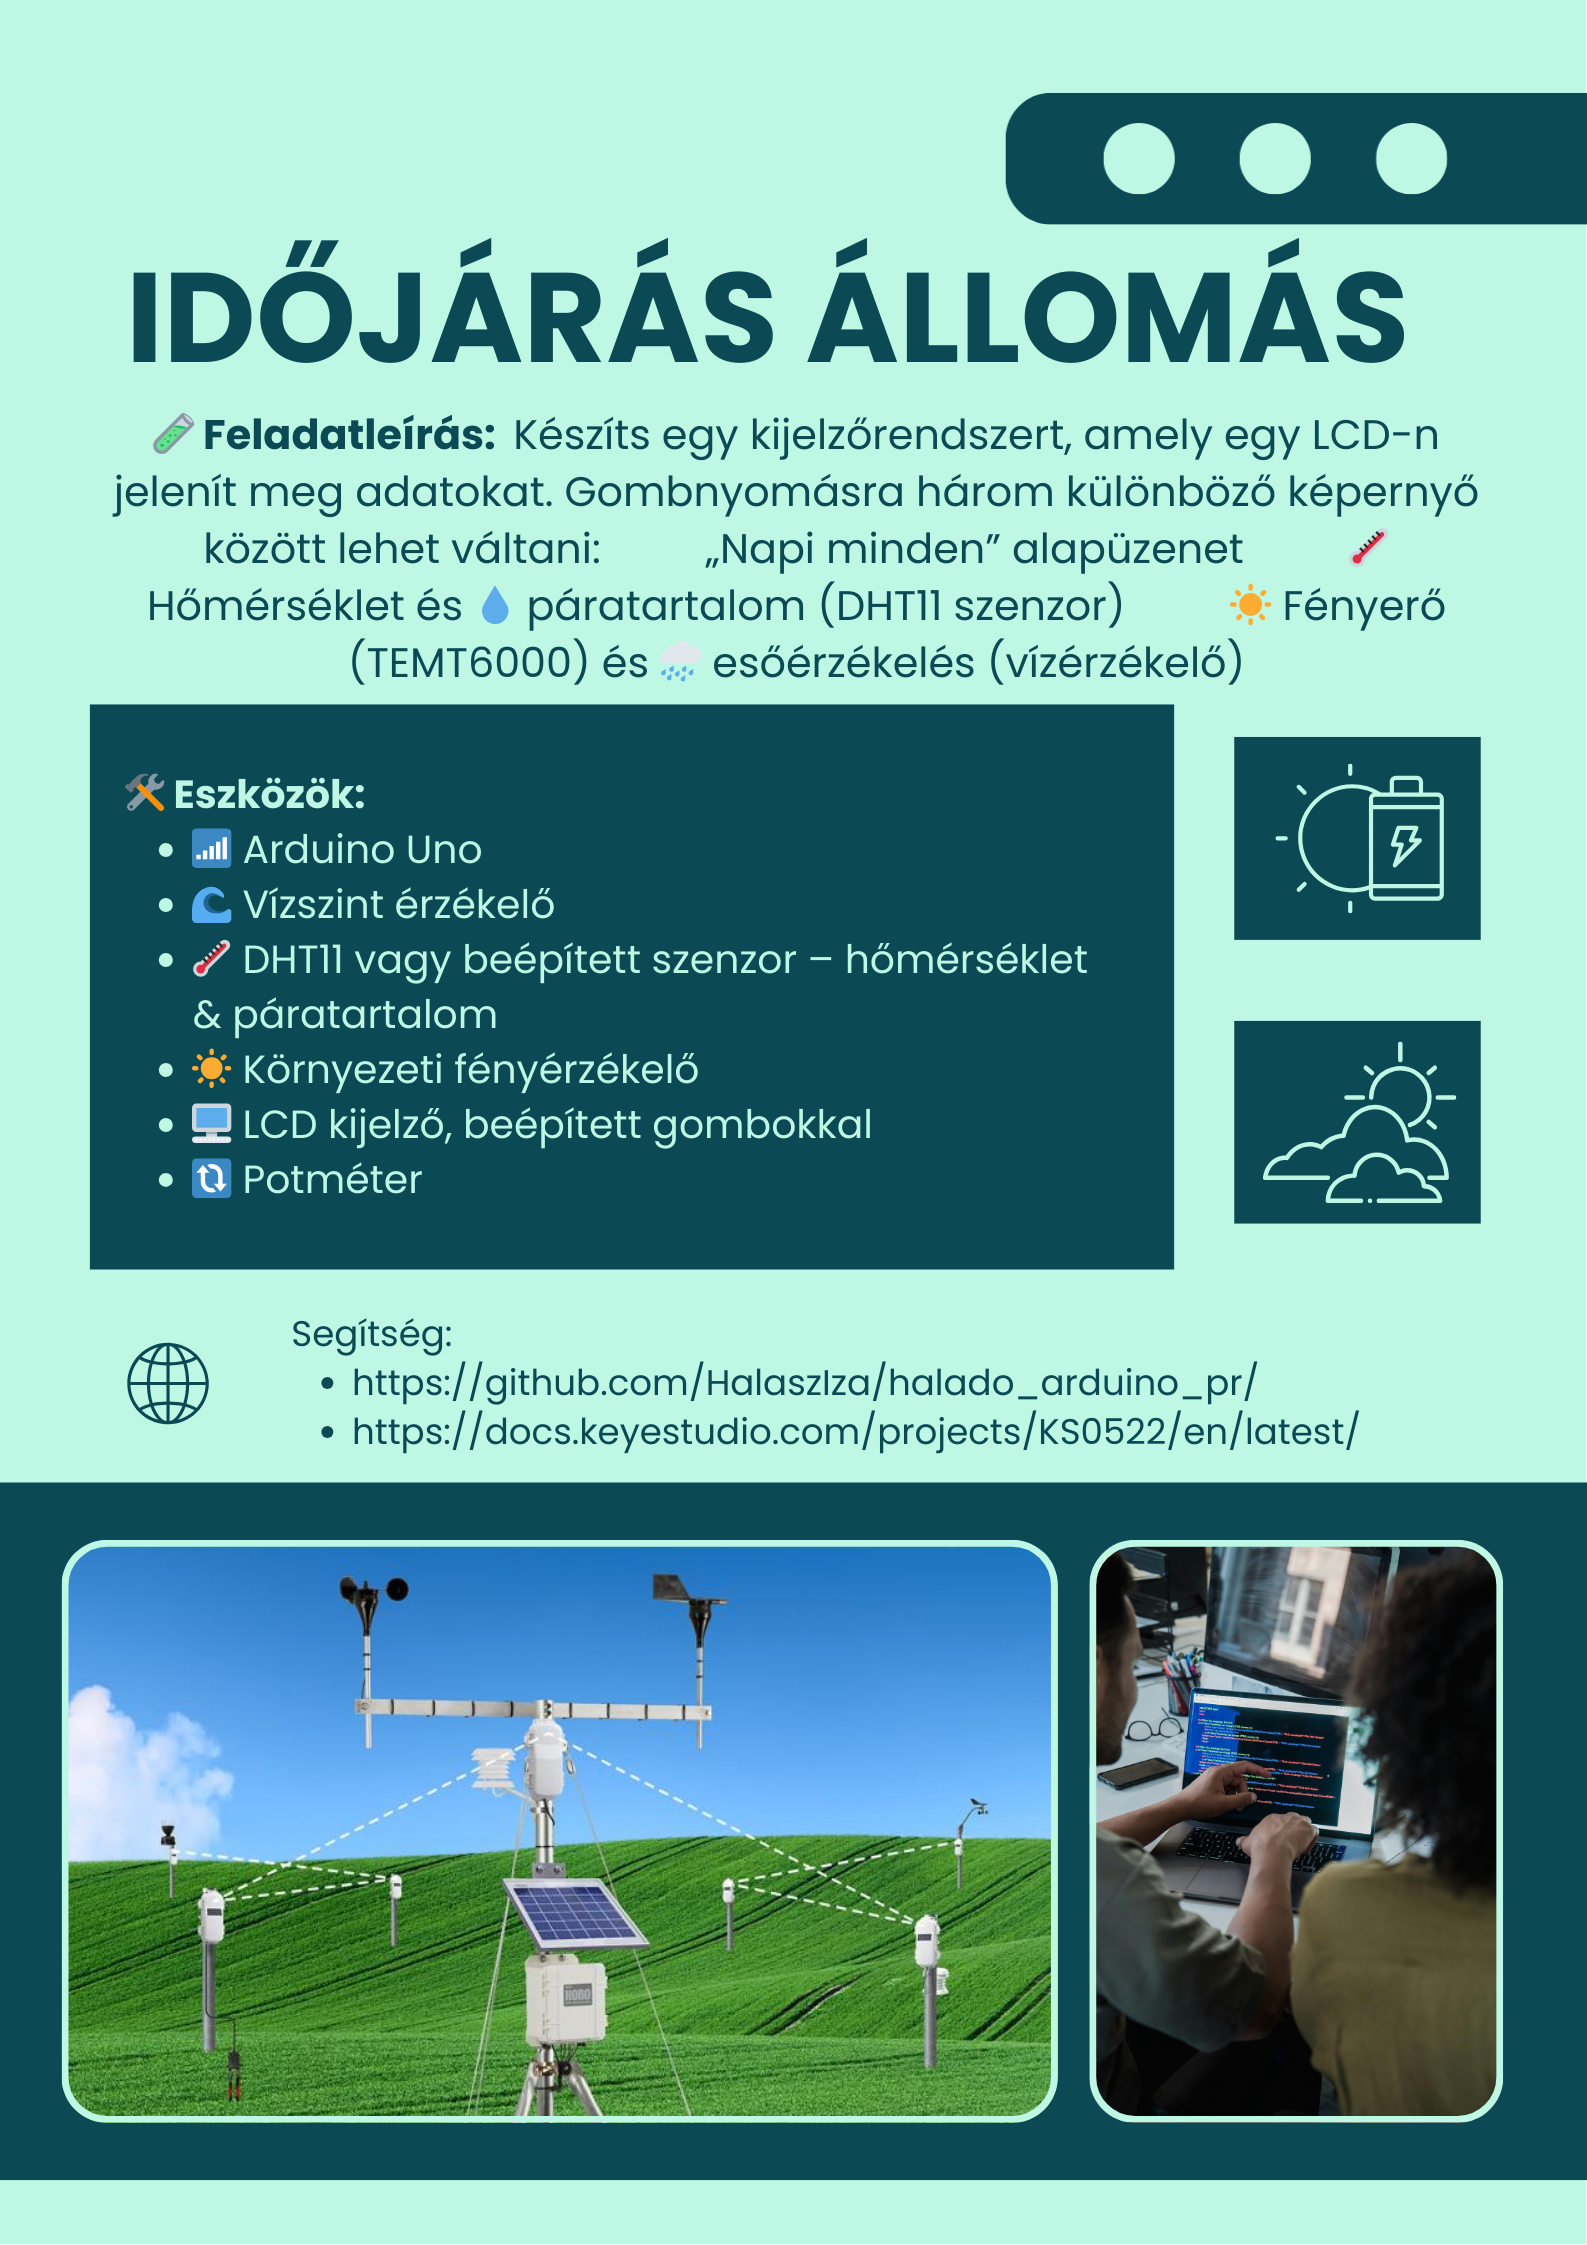 IDŐJÁRÁS ÁLLOMÁS
🧪 Feladatleírás: Készíts egy kijelzőrendszert, amely egy LCD-n
jelenít meg adatokat. Gombnyomásra három különböző képernyő
között lehet váltani: „Napi minden” alapüzenet 🌡️
Hőmérséklet és 💧 páratartalom (DHT11 szenzor) ☀️ Fényerő
(TEMT6000) és 🌧️ esőérzékelés (vízérzékelő)
🛠️ Eszközök:
• 📶 Arduino Uno
• 🌊 Vízszint érzékelő
• 🌡️ DHT11 vagy beépített szenzor – hőmérséklet
& páratartalom
• ☀️ Környezeti fényérzékelő
• 🖥️ LCD kijelző, beépített gombokkal
• 🔃 Potméter
Segítség:
• https://github.com/HalaszIza/halado_arduino_pr/
• https://docs.keyestudio.com/projects/KS0522/en/latest/
HOBO